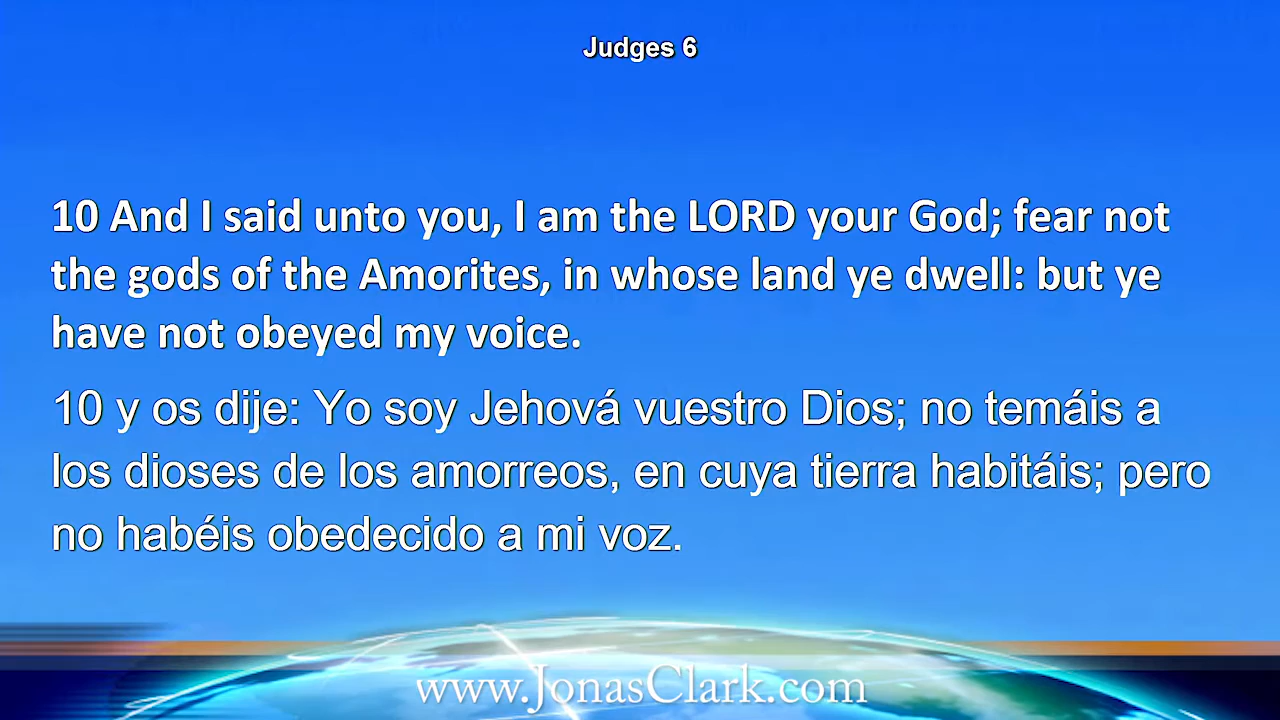 Judges 6
10 And I said unto you, I am the LORD your God; fear not
the gods of the Amorites, in whose land ye dwell: but ye
have not obeyed my voice.
10 y os dije: Yo soy Jehová vuestro Dios; no temáis a
los dioses de los amorreos, en cuya tierra habitáis; pero
no habéis obedecido a mi voz.
www.JonasClark.com